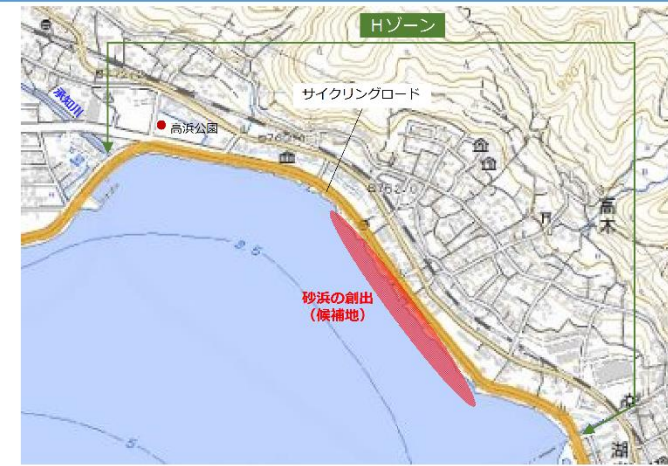 Hゾーン
サイクリングロード
承知川
高浜公園
高
木
砂浜の創出
（候補地）
湖